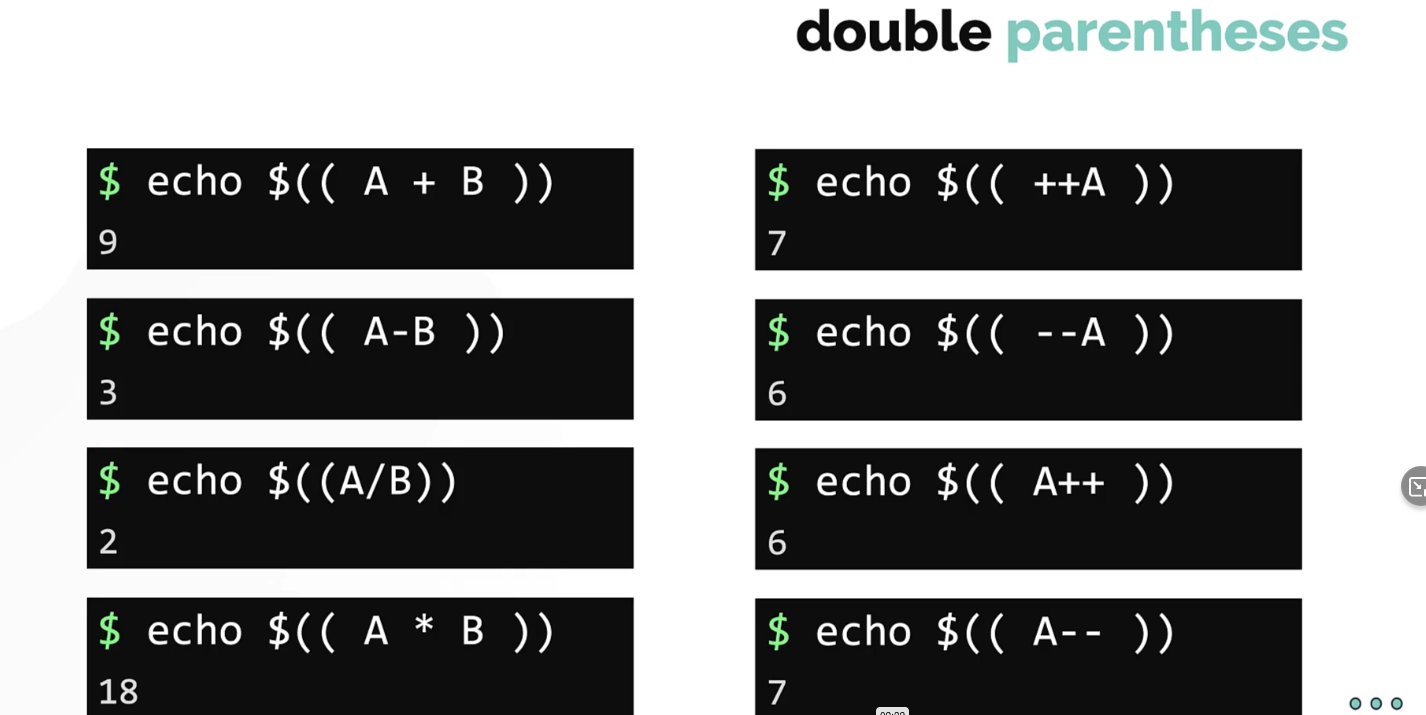 double parentheses
$ echo $(( A + B ))
9
$ echo $(( A-B ))
3
$ echo $((A/B))
2
$ echo $(( A * B ))
18
$ echo $(( ++A ))
7
$ echo $(( --A ))
6
$ echo $(( A++ ))
6
$ echo $(( A-- ))
7